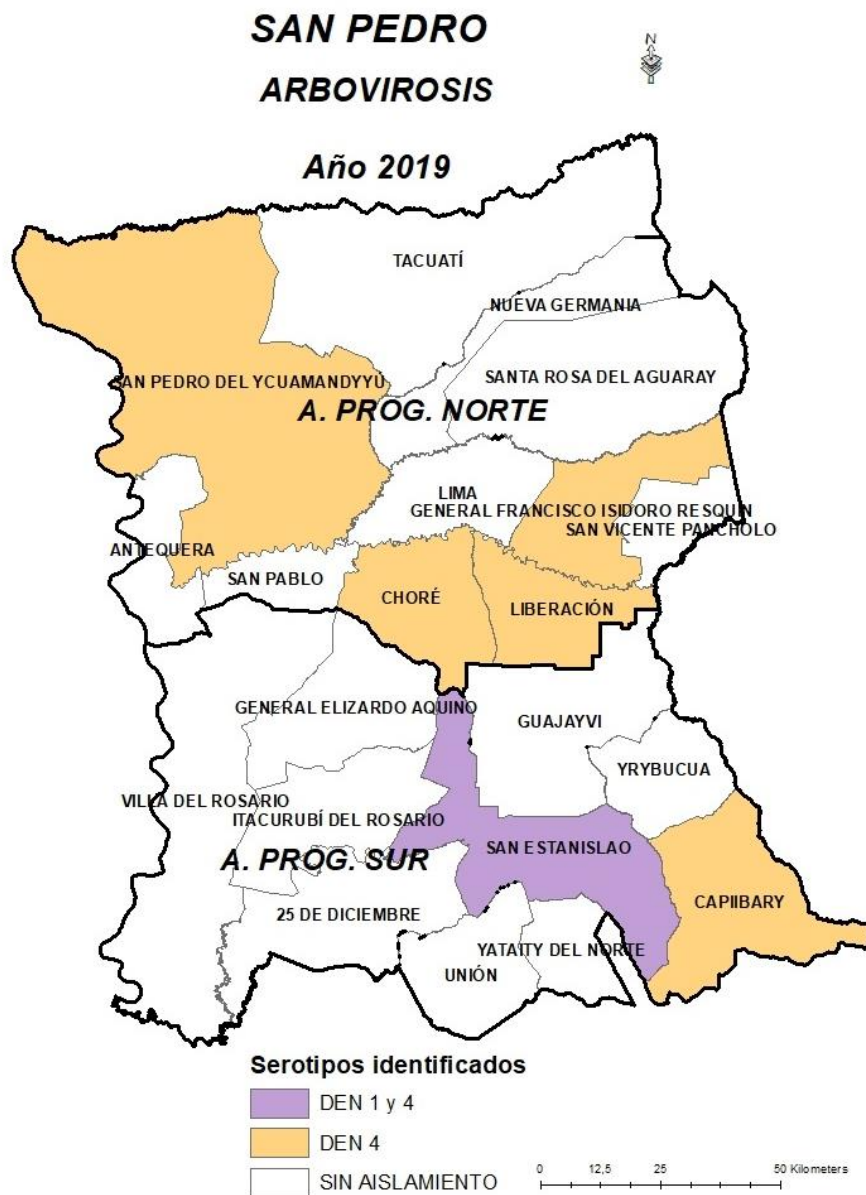 SAN PEDRO
ARBOVIROSIS
Año 2019
N
TACUATÍ
NUEVA GERMANIA
SANTA ROSA DEL AGUARAY
SAN PEDRO DEL YCUAMANDYYÚ
A. PROG. NORTE
LIMA
GENERAL FRANCISCO ISIDORO RESQUIN
SAN VICENTE PANCHOLO
ANTEQUERA
SAN PABLO
CHORÉ
LIBERACIÓN
GENERAL ELIZARDO AQUINO
GUAJAYVI
YRYBUCUA
VILLA DEL ROSARIO
ITACURUBÍ DEL ROSARIO
SAN ESTANISLAO
A. PROG. SUR
CAPIIBARY
25 DE DICIEMBRE
YATAITY DEL NORTE
UNIÓN
Serotipos identificados
DEN 1 y 4
DEN 4
SIN AISLAMIENTO
0 12,5 25 50 Kilometers